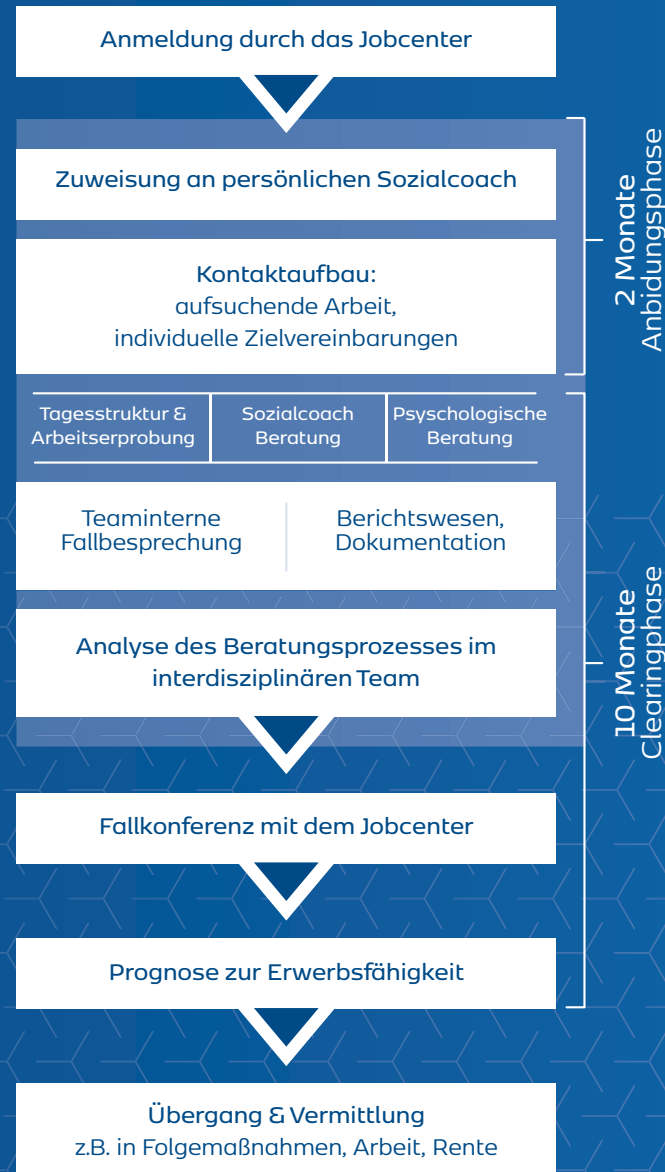 Anmeldung durch das Jobcenter
Zuweisung an persönlichen Sozialcoach
Kontaktaufbau:
aufsuchende Arbeit,
individuelle Zielvereinbarungen
2 Monate
Anbidungsphase
Tagesstruktur &
Arbeitserprobung
Sozialcoach
Beratung
Psyschologische
Beratung
Teaminterne
Fallbesprechung
Berichtswesen,
Dokumentation
Analyse des Beratungsprozesses im
interdisziplinären Team
10 Monate
Clearingphase
Fallkonferenz mit dem Jobcenter
Prognose zur Erwerbsfähigkeit
Übergang & Vermittlung
z.B. in Folgemaßnahmen, Arbeit, Rente